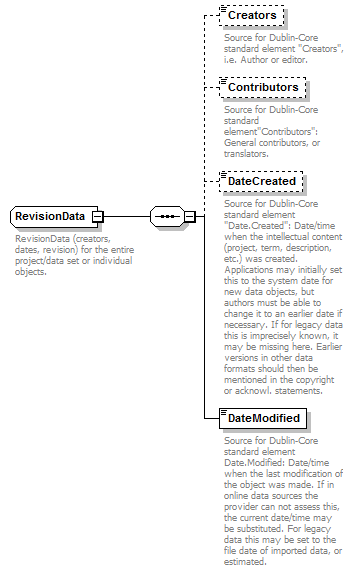 Creators
Source for Dublin-Core
standard element "Creators",
i.e. Author or editor.
Contributors
Source for Dublin-Core
standard
element"Contributors":
General contributors, or
translators.
DateCreated
Source for Dublin-Core
standard element
"Date.Created": Date/time
when the intellectual content
(project, term, description,
etc.) was created.
Applications may initially set
this to the system date for
new data objects, but
authors must be able to
change it to an earlier date if
necessary. If for legacy data
this is imprecisely known, it
may be missing here. Earlier
versions in other data
formats should then be
mentioned in the copyright
or acknowl. statements.
RevisionData
RevisionData (creators,
dates, revision) for the entire
project/data set or individual
objects.
DateModified
Source for Dublin-Core
standard element
Date.Modified: Date/time
when the last modification of
the object was made. If in
online data sources the
provider can not assess this,
the current date/time may
be substituted. For legacy
data this may be set to the
file date of imported data, or
estimated.